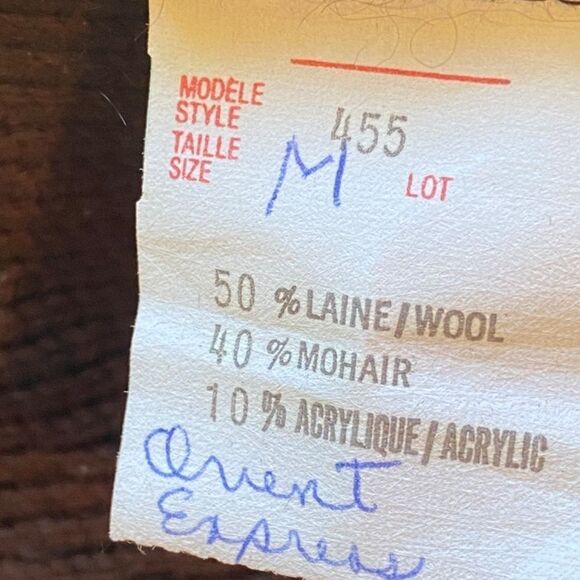 MODÈLE
STYLE 455
TAILLE
SIZE M LOT
50 % LAINE/WOOL
40 % MOHAIR
10 % ACRYLIQUE/ACRYLIC
Orient
Express